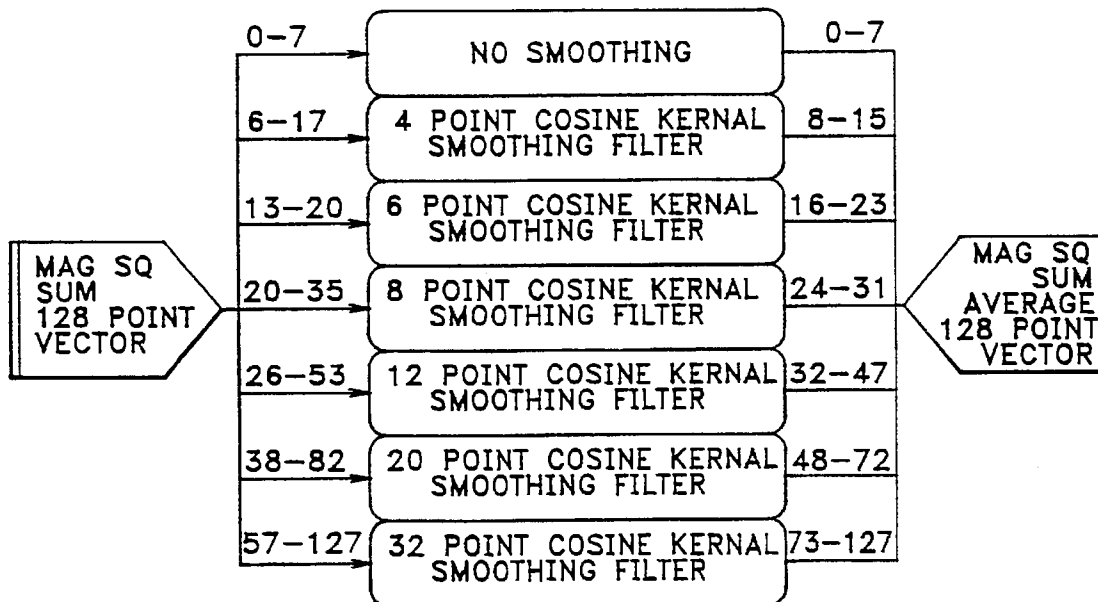 0-7
NO SMOOTHING
0-7
6-17
4 POINT COSINE KERNAL
SMOOTHING FILTER
8-15
13-20
6 POINT COSINE KERNAL
SMOOTHING FILTER
16-23
MAG SQ
SUM
128 POINT
VECTOR
20-35
8 POINT COSINE KERNAL
SMOOTHING FILTER
24-31
MAG SQ
SUM
AVERAGE
128 POINT
VECTOR
26-53
12 POINT COSINE KERNAL
SMOOTHING FILTER
32-47
38-82
20 POINT COSINE KERNAL
SMOOTHING FILTER
48-72
57-127
32 POINT COSINE KERNAL
SMOOTHING FILTER
73-127